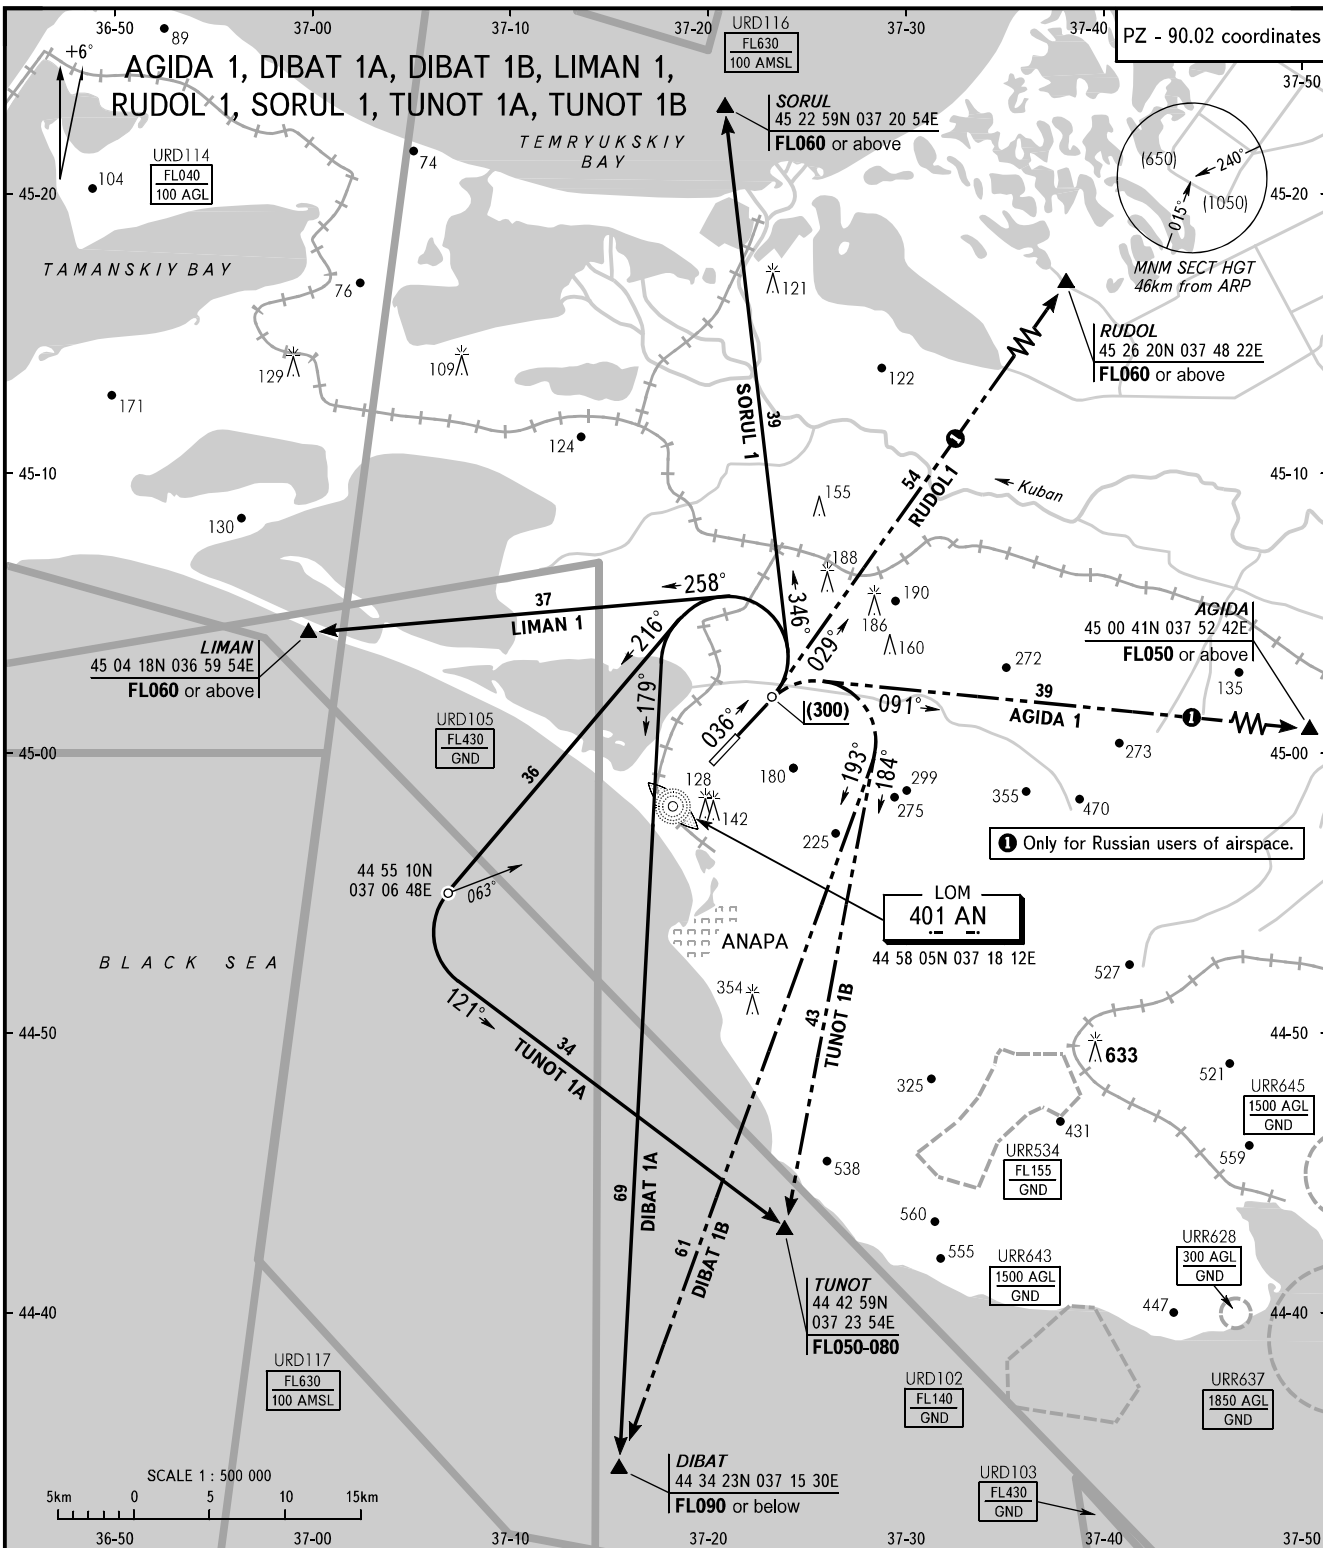 36-50
37-00
37-10
37-20
37-30
37-40
PZ - 90.02 coordinates
37-50
+6°
89
AGIDA 1, DIBAT 1A, DIBAT 1B, LIMAN 1,
RUDOL 1, SORUL 1, TUNOT 1A, TUNOT 1B
URD116
FL630
100 AMSL
SORUL
45 22 59N 037 20 54E
FL060 or above
TEMRYUKSKIY
BAY
74
URD114
FL040
100 AGL
104
45-20
45-20
(650)
240°
(1050)
015°
MNM SECT HGT
46km from ARP
TAMANSKIY BAY
76
121
RUDOL
45 26 20N 037 48 22E
FL060 or above
129
109
122
171
124
39
SORUL 1
1
54
RUDOL1
Kuban
45-10
45-10
130
155
188
190
186
160
258°
37
LIMAN 1
216°
179°
346°
029°
LIMAN
45 04 18N 036 59 54E
FL060 or above
AGIDA
45 00 41N 037 52 42E
FL050 or above
272
135
39
AGIDA 1
1
091°
(300)
036°
URD105
FL430
GND
273
45-00
45-00
36
180
193°
184°
299
275
355
470
128
142
225
1 Only for Russian users of airspace.
44 55 10N
037 06 48E
063°
LOM
401 AN
44 58 05N 037 18 12E
ANAPA
BLACK SEA
527
121°
354
34
TUNOT 1A
43
TUNOT 1B
44-50
44-50
633
521
325
URR645
1500 AGL
GND
431
559
URR534
FL155
GND
538
69
DIBAT 1A
61
DIBAT 1B
560
555
URR628
300 AGL
GND
URR643
1500 AGL
GND
TUNOT
44 42 59N
037 23 54E
FL050-080
447
44-40
44-40
URD117
FL630
100 AMSL
URD102
FL140
GND
URR637
1850 AGL
GND
DIBAT
44 34 23N 037 15 30E
FL090 or below
URD103
FL430
GND
SCALE 1 : 500 000
5km 0 5 10 15km
36-50
37-00
37-10
37-20
37-30
37-40
37-50